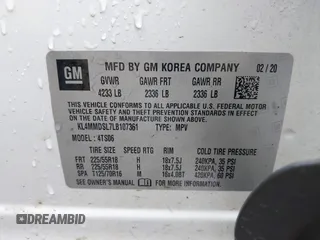 GM
MFD BY GM KOREA COMPANY 02/20
GVWR GAWR FRT GAWR RR
4233 LB 2336 LB 2336 LB
THIS VEHICLE CONFORMS TO ALL APPLICABLE U.S. FEDERAL MOTOR
VEHICLE SAFETY, BUMPER, AND THEFT PREVENTION STANDARDS
IN EFFECT ON THE DATE OF MANUFACTURE SHOWN ABOVE.
KL4MMDSL7LB107361 TYPE: MPV
MODEL: 4TS06
TIRE SIZE SPEED RTG RIM COLD TIRE PRESSURE
FRT 225/55R18 H 18x7.5J 240KPA, 35 PSI
RR 225/55R18 H 18x7.5J 240KPA, 35 PSI
SPA T125/70R16 M 420KPA, 60 PSI
SEE OWNER'S MANUAL FOR MORE INFORMATION.
© AutoBidMaster